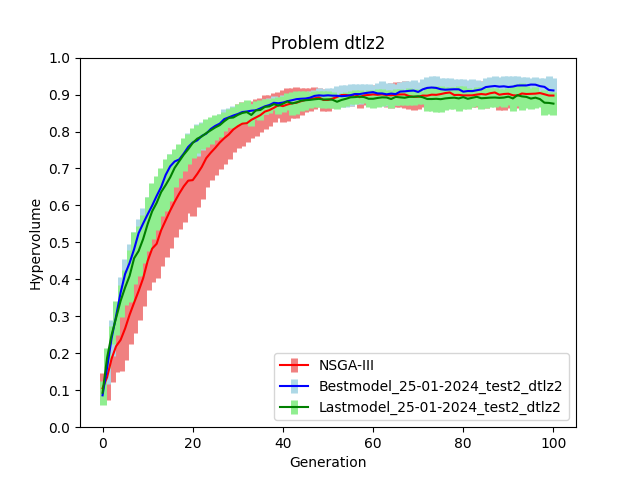 Problem dtlz2
1.0
0.9
0.8
0.7
0.6
0.5
0.4
0.3
0.2
0.1
0.0
Hypervolume
NSGA-III
Bestmodel_25-01-2024_test2_dtlz2
Lastmodel_25-01-2024_test2_dtlz2
0 20 40 60 80 100
Generation